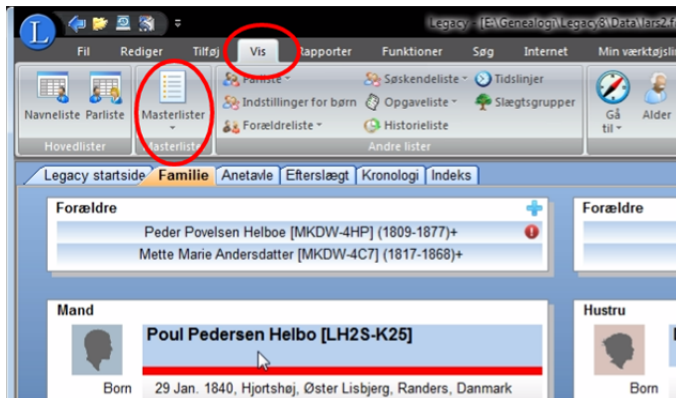 L
Legacy - [E:\Genealogi\Legacy8\Data\lars2.f
Fil Rediger Tilføj Vis Rapporter Funktioner Søg Internet Min værktøjsli
Parliste Søskendeliste Tidslinjer
Indstillinger for børn Opgaveliste Slægtsgrupper
Forældreliste Historieliste
Navneliste Parliste Masterlister Gå til Alder
Hovedlister Masterliste Andre lister
Legacy startside Familie Anetavle Efterslægt Kronologi Indeks
Forældre Forældre
Peder Povelsen Helboe [MKDW-4HP] (1809-1877)+
Mette Marie Andersdatter [MKDW-4C7] (1817-1868)+
Mand Hustru
Poul Pedersen Helbo [LH2S-K25]
Born 29 Jan. 1840, Hjortshøj, Øster Lisbjerg, Randers, Danmark Born